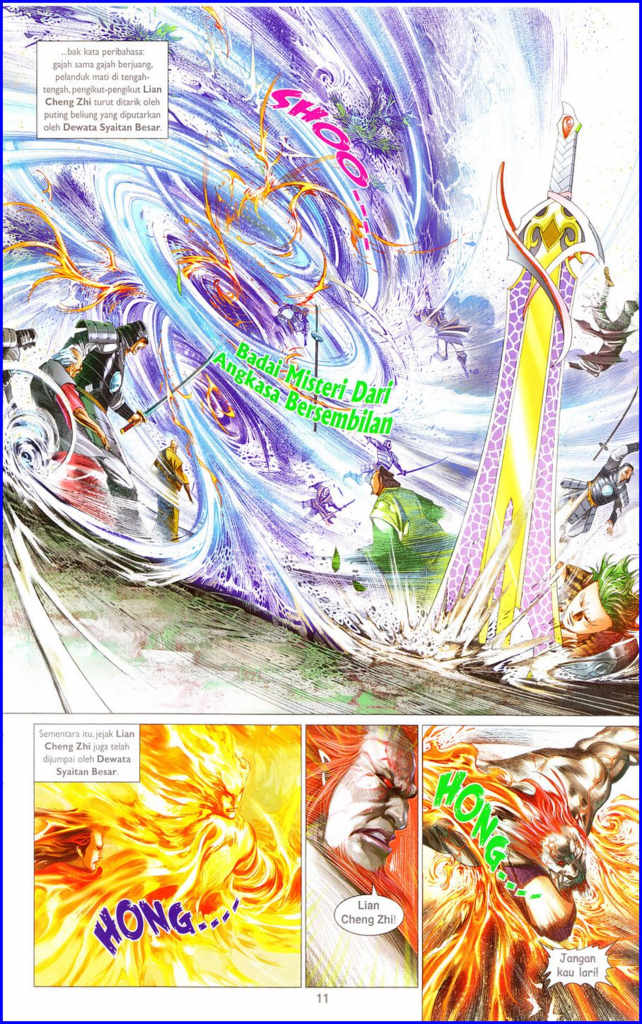 ..bak kata peribahasa:
gajah sama gajah berjuang,
pelanduk mati di tengah-
tengah, pengikut-pengikut Lian
Cheng Zhi turut ditarik oleh
puting beliung yang diputarkan
oleh Dewata Syaitan Besar.
SHOO----
Badai Misteri Dari
Angkasa Bersembilan
Sementara itu, jejak Lian
Cheng Zhi juga telah
dijumpai oleh Dewata
Syaitan Besar.
HONG....
Lian
Cheng Zhi!
HONG....
Jangan
kau lari!
11